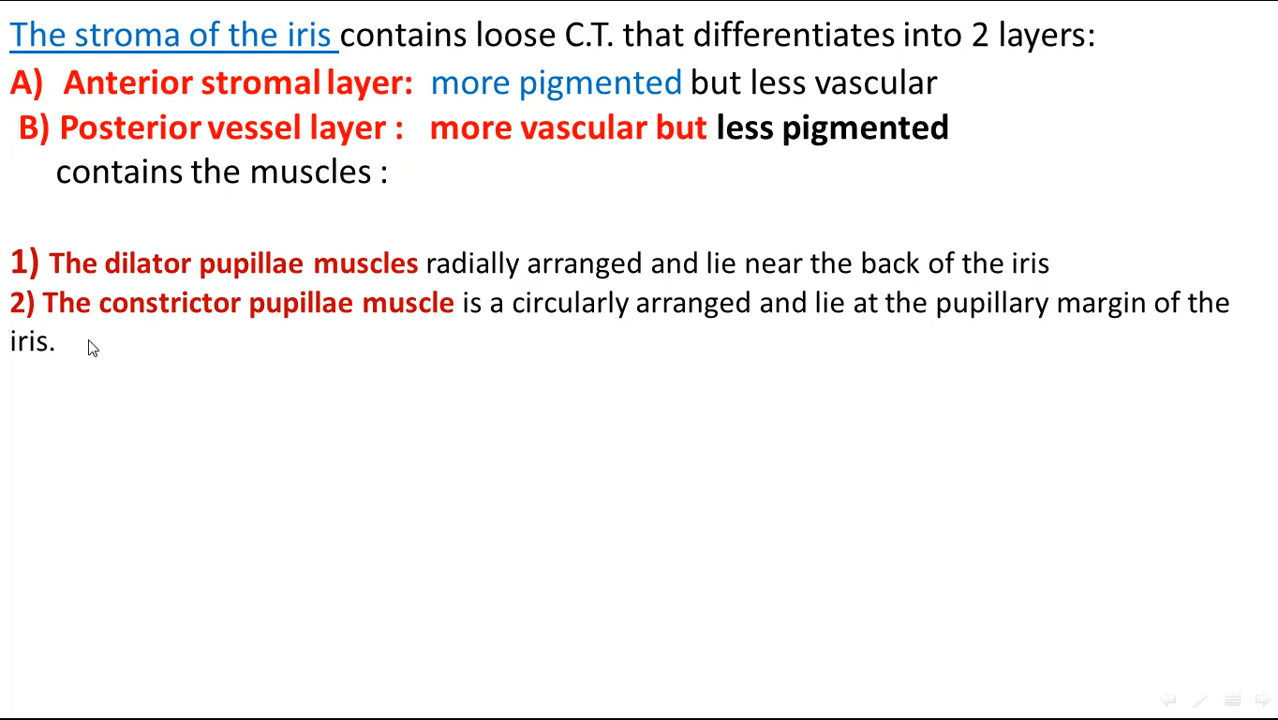 The stroma of the iris contains loose C.T. that differentiates into 2 layers:
A) Anterior stromal layer: more pigmented but less vascular
B) Posterior vessel layer : more vascular but less pigmented
contains the muscles :
1) The dilator pupillae muscles radially arranged and lie near the back of the iris
2) The constrictor pupillae muscle is a circularly arranged and lie at the pupillary margin of the
iris.